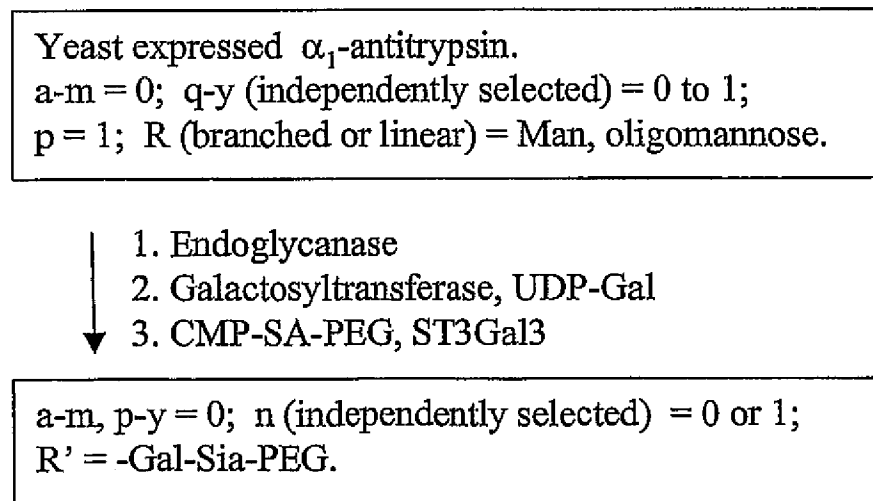 Yeast expressed α₁-antitrypsin.
a-m = 0; q-y (independently selected) = 0 to 1;
p = 1; R (branched or linear) = Man, oligomannose.
1. Endoglycanase
2. Galactosyltransferase, UDP-Gal
3. CMP-SA-PEG, ST3Gal3
a-m, p-y = 0; n (independently selected) = 0 or 1;
R' = -Gal-Sia-PEG.